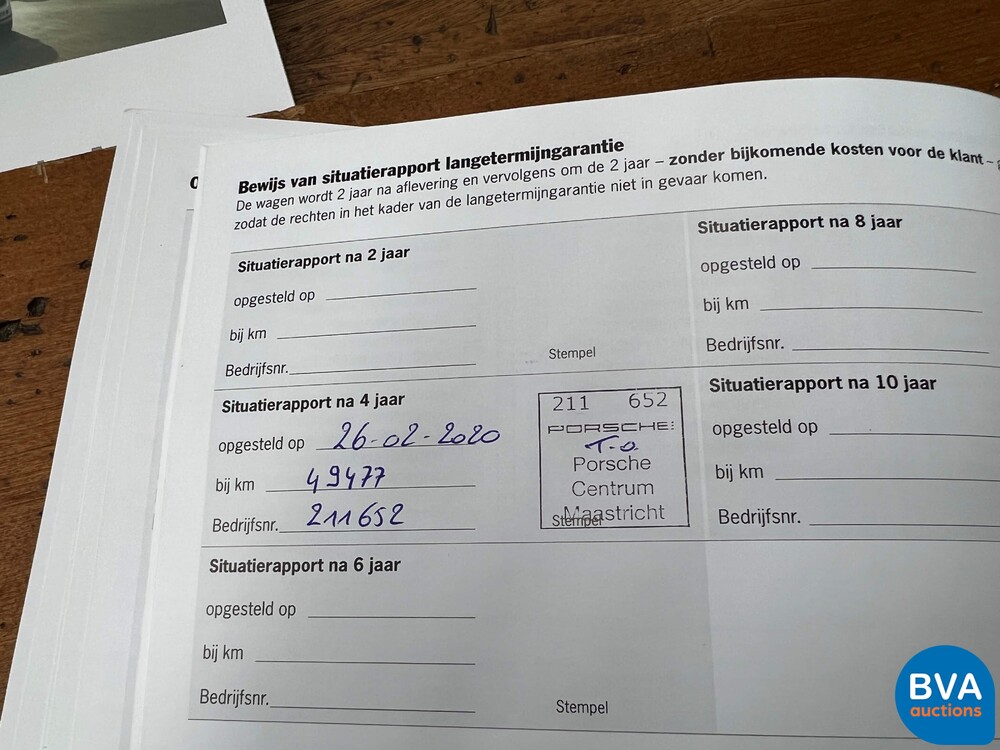 Bewijs van situatierapport langetermijngarantie
De wagen wordt 2 jaar na aflevering en vervolgens om de 2 jaar – zonder bijkomende kosten voor de klant –
zodat de rechten in het kader van de langetermijngarantie niet in gevaar komen.
Situatierapport na 2 jaar
opgesteld op
bij km
Bedrijfsnr.
Stempel
Situatierapport na 4 jaar
opgesteld op 26-02-2020
bij km 49477
Bedrijfsnr. 211652
211 652
PORSCHE
T.o.
Porsche
Centrum
Maastricht
Stempel
Situatierapport na 6 jaar
opgesteld op
bij km
Bedrijfsnr.
Stempel
Situatierapport na 8 jaar
opgesteld op
bij km
Bedrijfsnr.
Situatierapport na 10 jaar
opgesteld op
bij km
Bedrijfsnr.
BVA
auctions